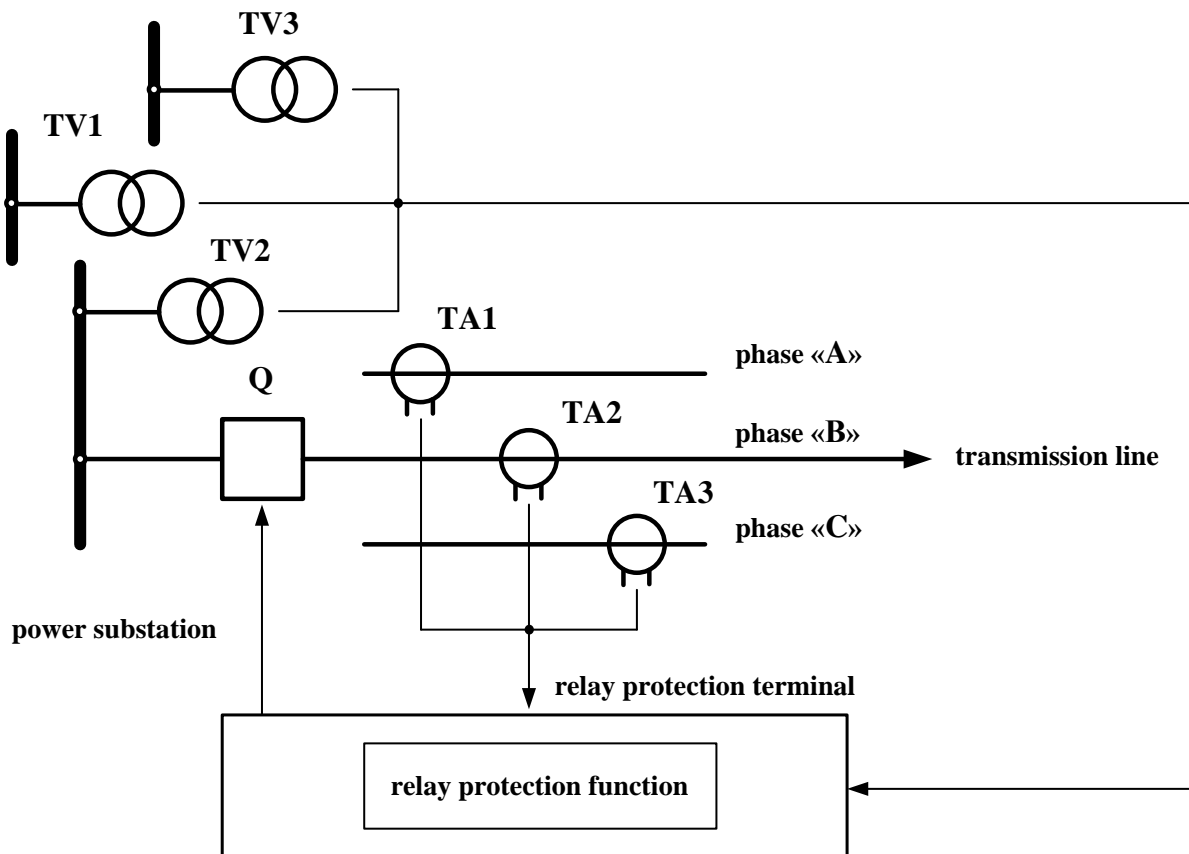 TV3
TV1
TV2
TA1
phase «A»
Q
TA2
phase «B»
transmission line
TA3
phase «C»
power substation
relay protection terminal
relay protection function